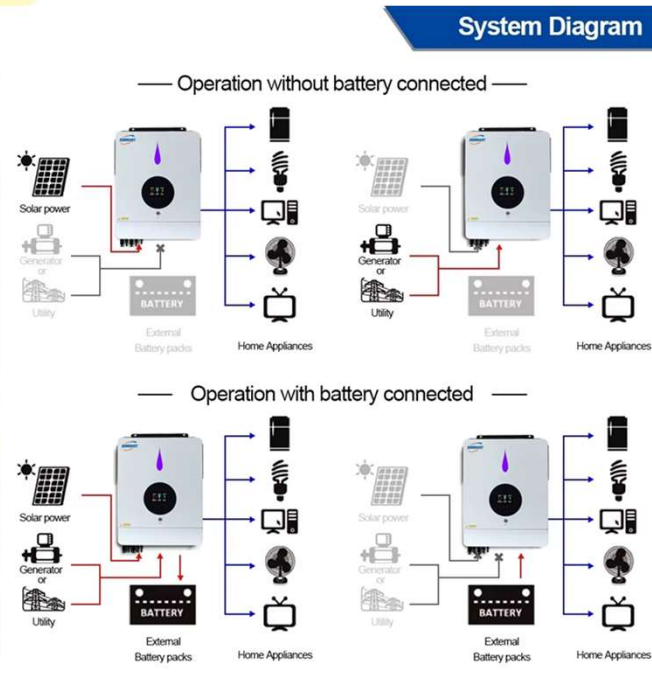 System Diagram
Operation without battery connected
Solar power
Generator
or
Utility
BATTERY
External
Battery packs
Home Appliances
Solar power
Generator
or
Utility
BATTERY
External
Battery packs
Home Appliances
Operation with battery connected
Solar power
Generator
or
Utility
BATTERY
External
Battery packs
Home Appliances
Solar power
Generator
or
Utility
BATTERY
External
Battery packs
Home Appliances